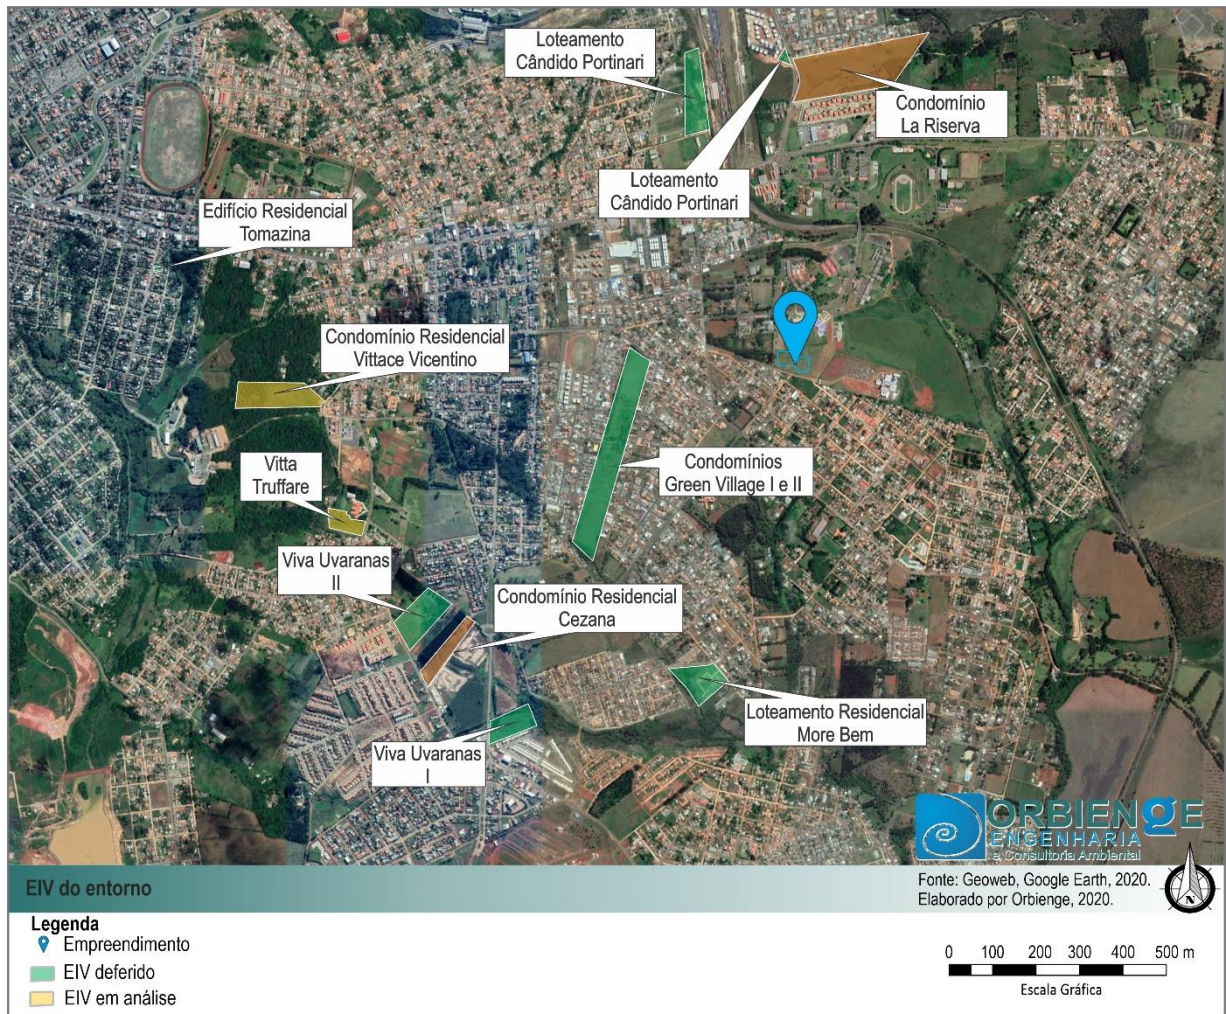 Loteamento
Cândido Portinari
Condomínio
La Riserva
Loteamento
Cândido Portinari
Edifício Residencial
Tomazina
Condomínio Residencial
Vittace Vicentino
Condomínios
Green Village I e II
Vitta
Truffare
Viva Uvaranas
II
Condomínio Residencial
Cezana
Loteamento Residencial
More Bem
Viva Uvaranas
I
ORBIENGE
ENGENHARIA
e Consultoria Ambiental
EIV do entorno
Fonte: Geoweb, Google Earth, 2020.
Elaborado por Orbienge, 2020.
N
Legenda
Empreendimento
EIV deferido
EIV em análise
0 100 200 300 400 500 m
Escala Gráfica